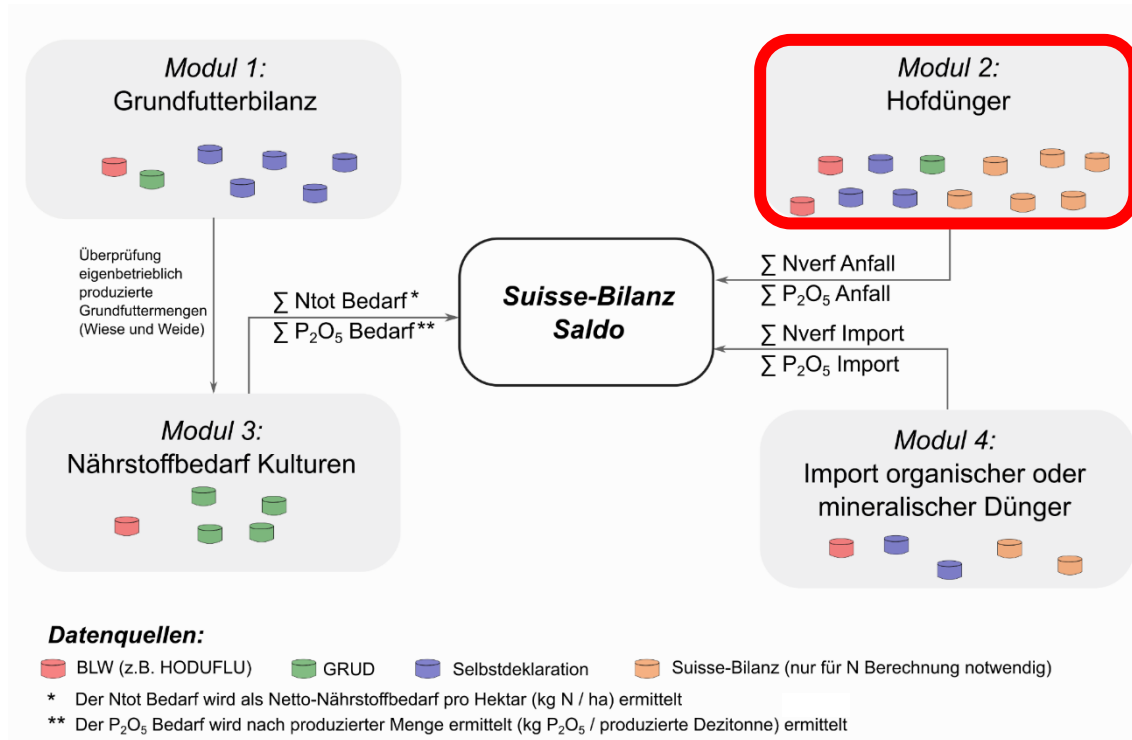 Modul 1:
Grundfutterbilanz
Modul 2:
Hofdünger
Überprüfung
eigenbetrieblich
produzierte
Grundfuttermengen
(Wiese und Weide)
∑ Ntot Bedarf *
∑ P₂O₅ Bedarf **
Suisse-Bilanz
Saldo
∑ Nverf Anfall
∑ P₂O₅ Anfall
∑ Nverf Import
∑ P₂O₅ Import
Modul 3:
Nährstoffbedarf Kulturen
Modul 4:
Import organischer oder
mineralischer Dünger
Datenquellen:
BLW (z.B. HODUFLU) GRUD Selbstdeklaration Suisse-Bilanz (nur für N Berechnung notwendig)
* Der Ntot Bedarf wird als Netto-Nährstoffbedarf pro Hektar (kg N / ha) ermittelt
** Der P₂O₅ Bedarf wird nach produzierter Menge ermittelt (kg P₂O₅ / produzierte Dezitonne) ermittelt